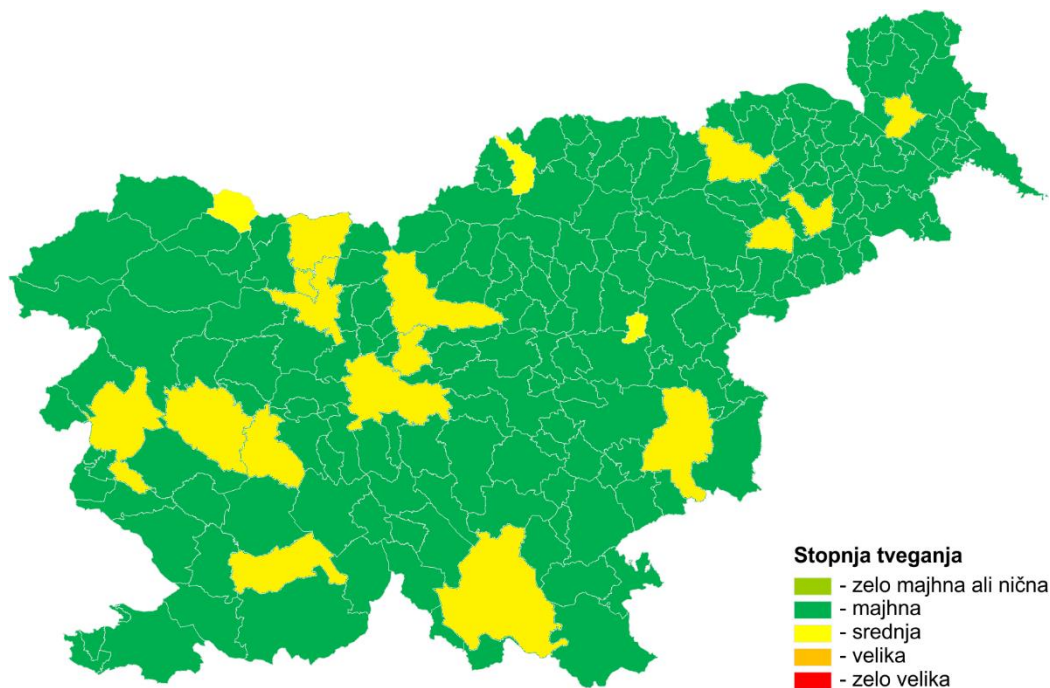 Stopnja tveganja
- zelo majhna ali nična
- majhna
- srednja
- velika
- zelo velika